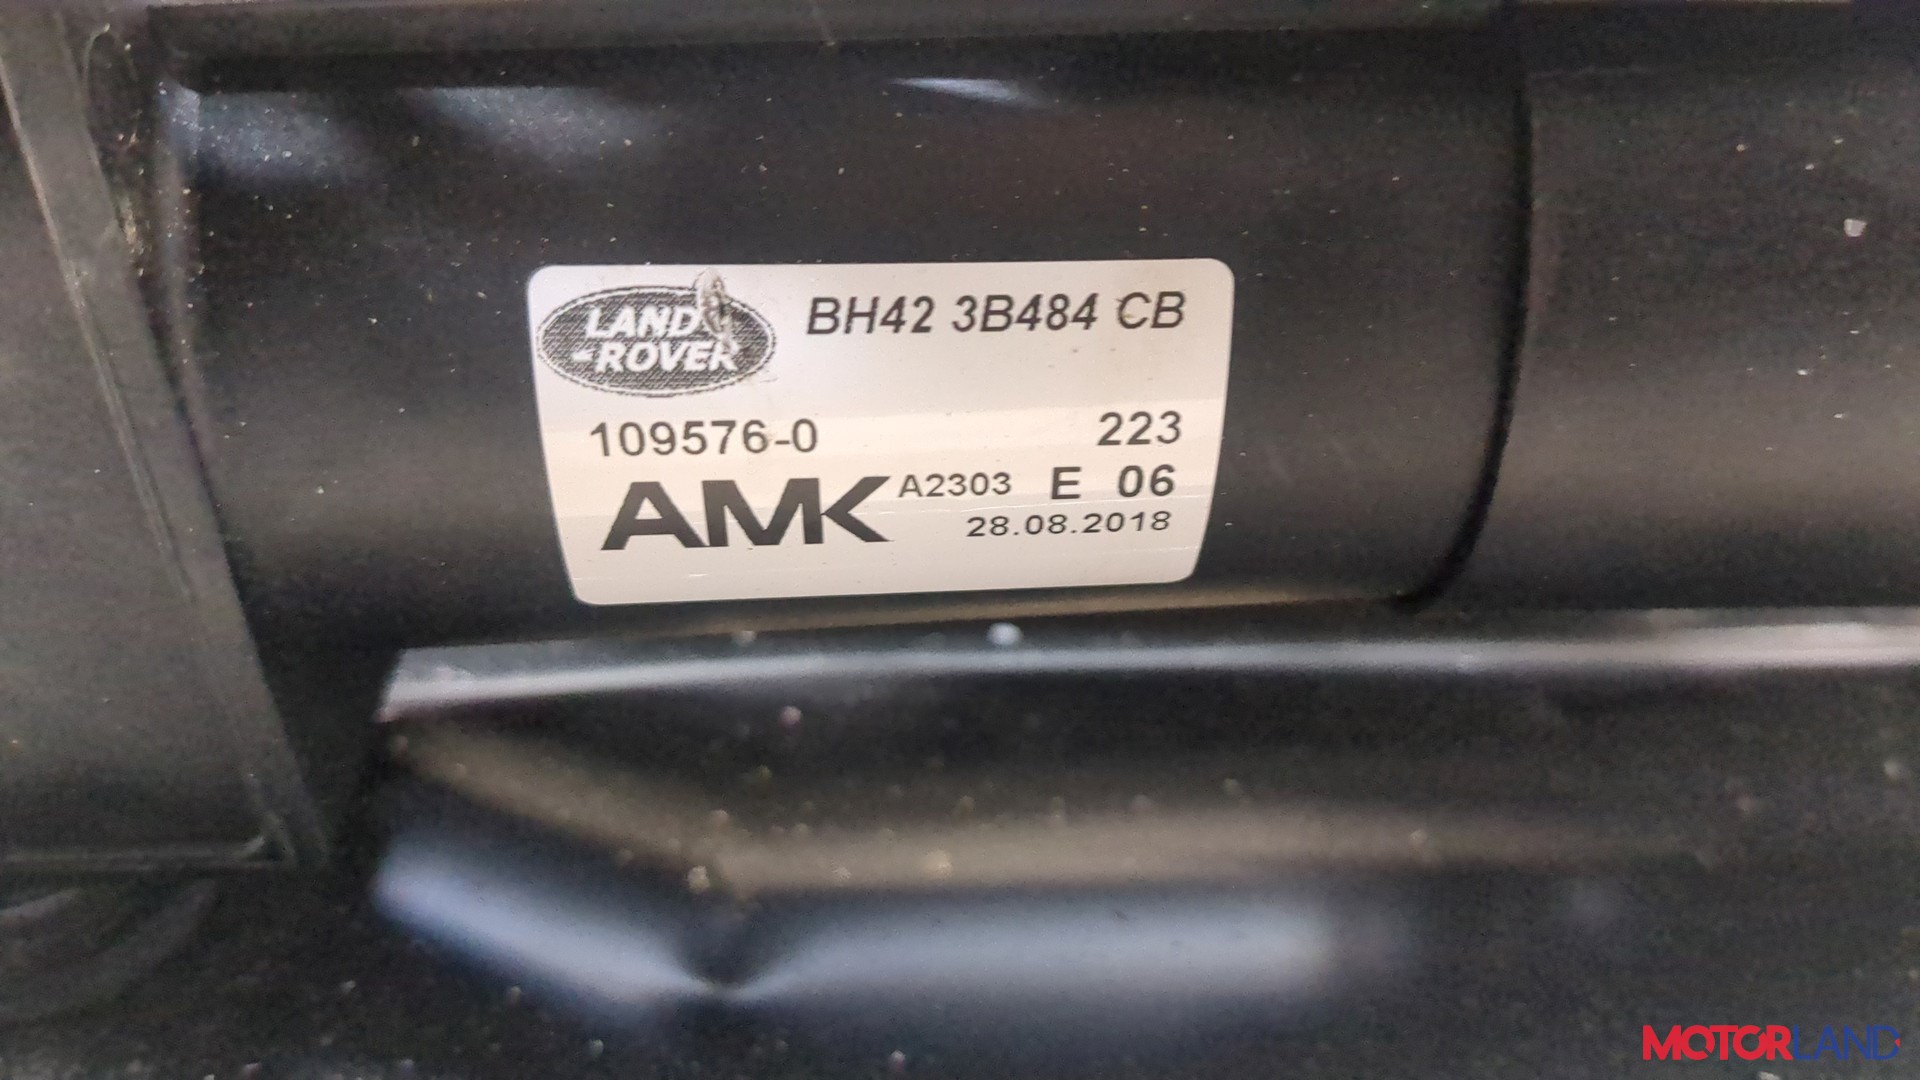 LAND
ROVER
BH42 3B484 CB
109576-0 223
AMK A2303 E 06
28.08.2018
MOTORLAND